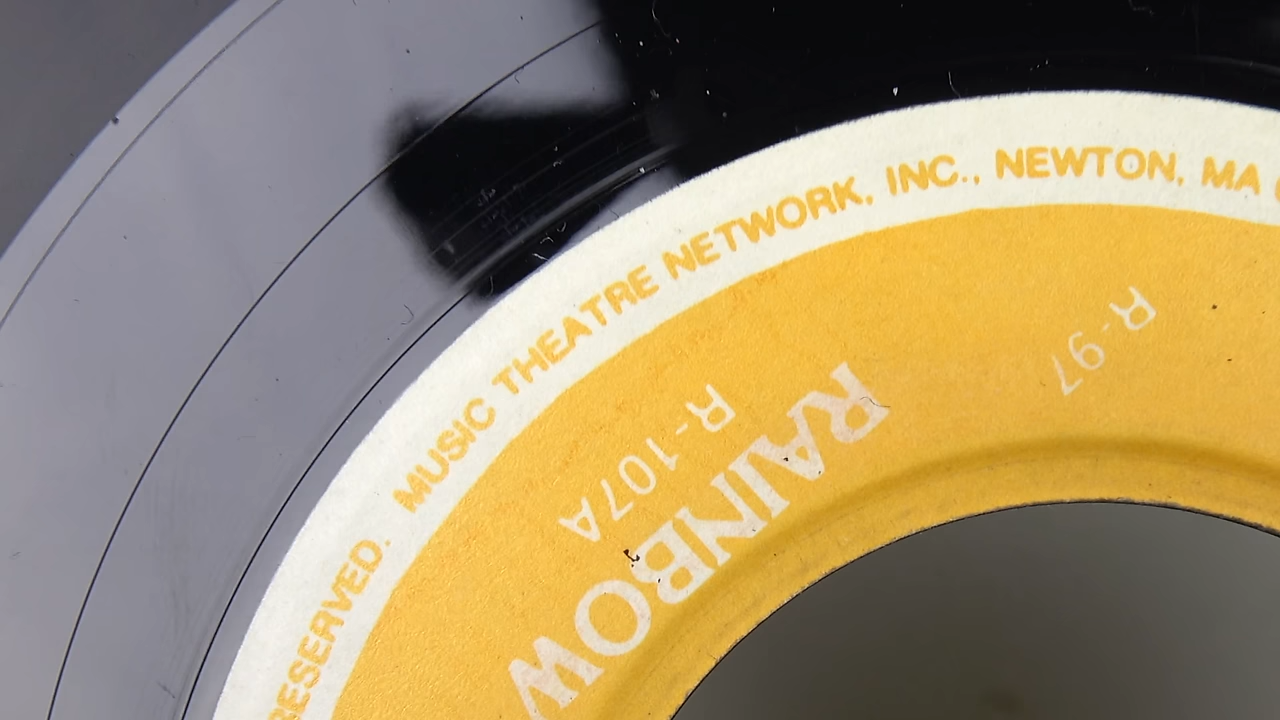 RESERVED. MUSIC THEATRE NETWORK, INC., NEWTON, MA
R-97
RAINBOW
R-107A